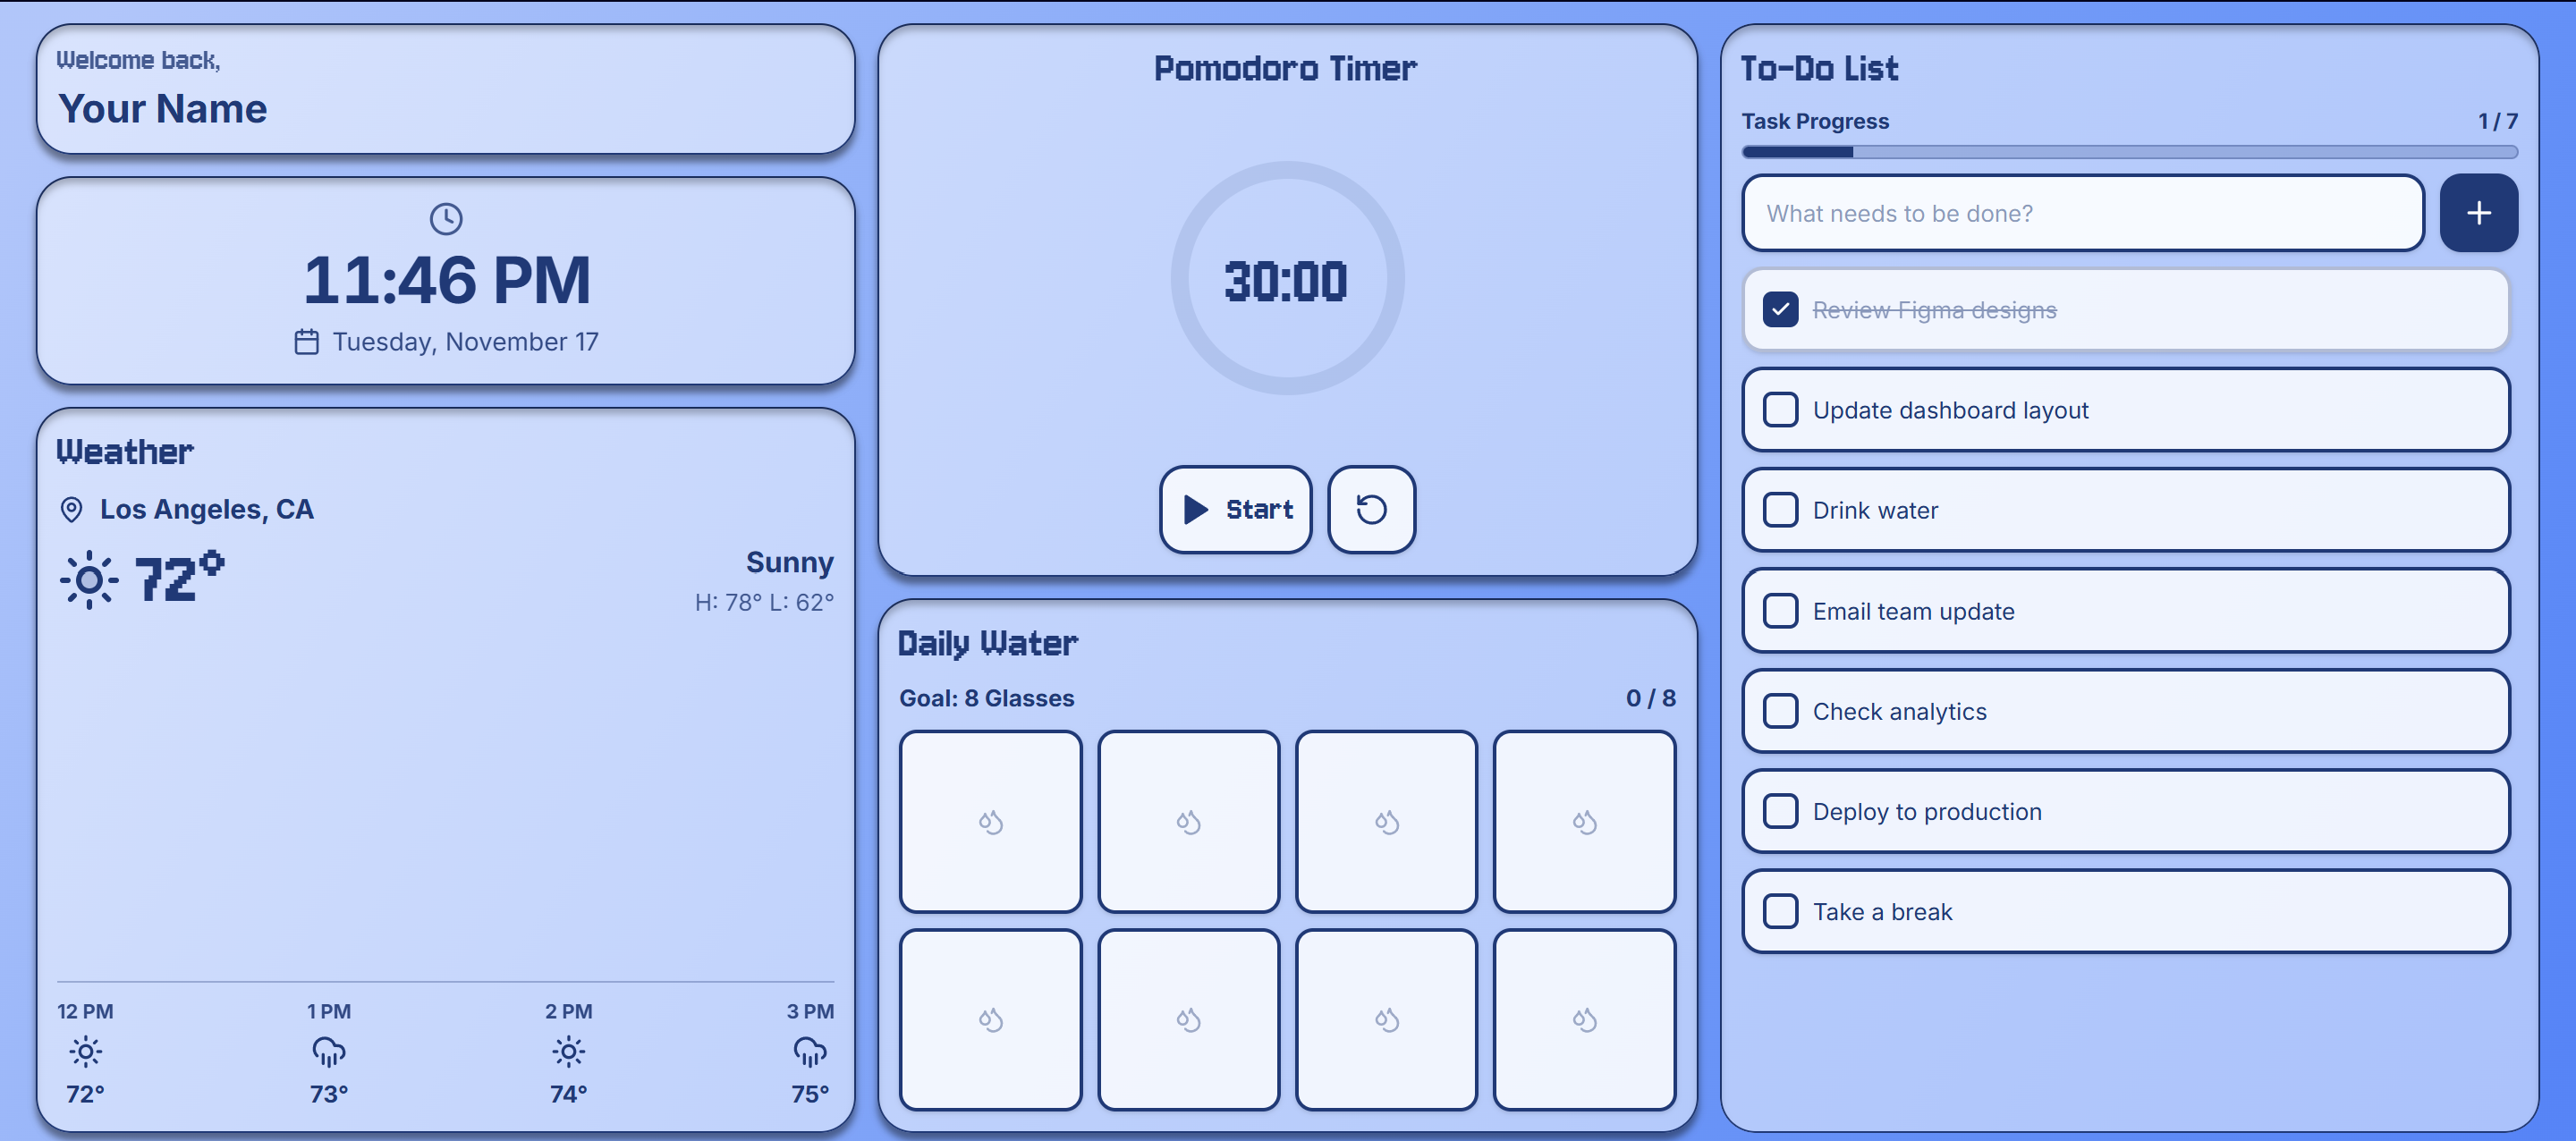 Welcome back,
Your Name
11:46 PM
Tuesday, November 17
Weather
Los Angeles, CA
72°
Sunny
H: 78° L: 62°
12 PM
1 PM
2 PM
3 PM
72°
73°
74°
75°
Pomodoro Timer
30:00
Start
Daily Water
Goal: 8 Glasses
0 / 8
To-Do List
Task Progress
1 / 7
What needs to be done?
Review Figma designs
Update dashboard layout
Drink water
Email team update
Check analytics
Deploy to production
Take a break